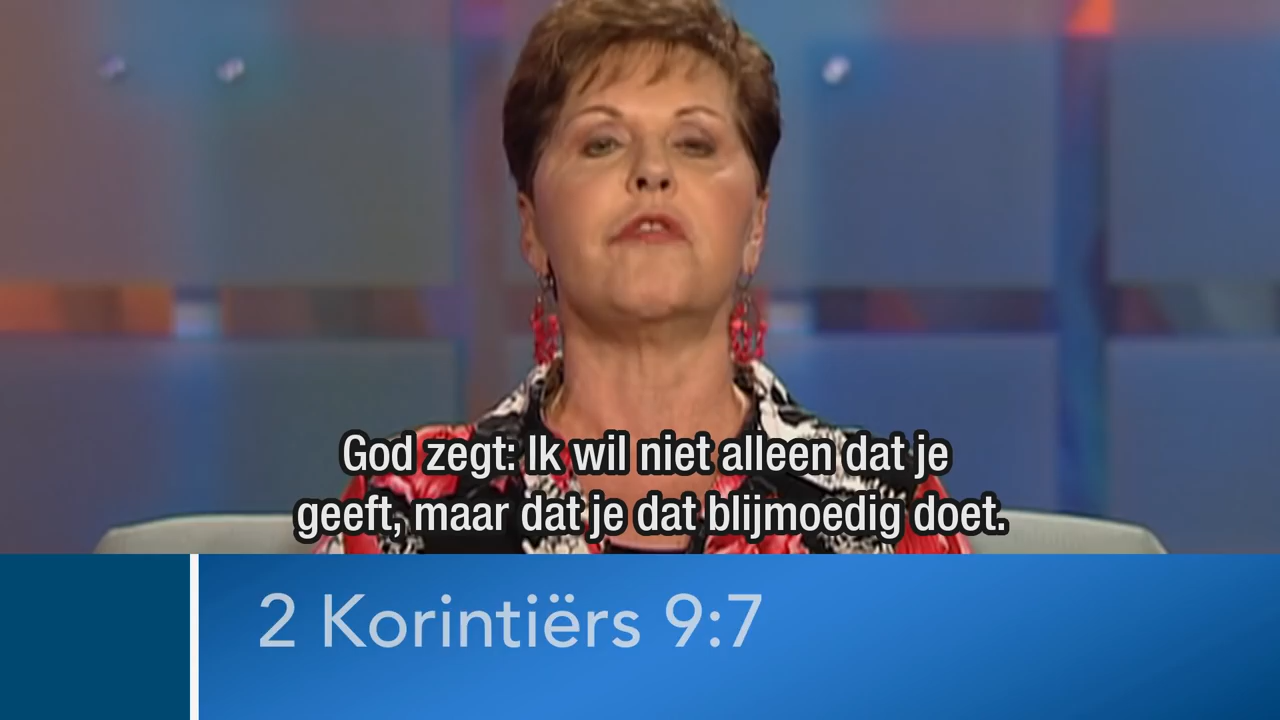 God zegt: Ik wil niet alleen dat je
geeft, maar dat je dat blijmoedig doet.
2 Korintiërs 9:7